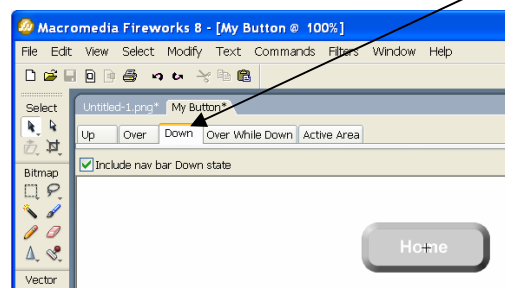 Macromedia Fireworks 8 - [My Button @ 100%]
File Edit View Select Modify Text Commands Filters Window Help
Select
Untitled-1.png* My Button*
Up Over Down Over While Down Active Area
Include nav bar Down state
Bitmap
Home
Vector